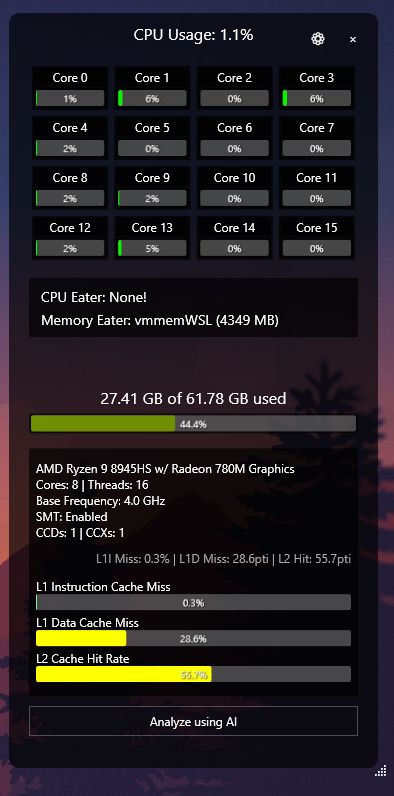 CPU Usage: 1.1%
Core 0 Core 1 Core 2 Core 3
1% 6% 0% 6%
Core 4 Core 5 Core 6 Core 7
2% 0% 0% 0%
Core 8 Core 9 Core 10 Core 11
2% 2% 0% 0%
Core 12 Core 13 Core 14 Core 15
2% 5% 0% 0%
CPU Eater: None!
Memory Eater: vmmemWSL (4349 MB)
27.41 GB of 61.78 GB used
44.4%
AMD Ryzen 9 8945HS w/ Radeon 780M Graphics
Cores: 8 | Threads: 16
Base Frequency: 4.0 GHz
SMT: Enabled
CCDs: 1 | CCXs: 1
L1I Miss: 0.3% | L1D Miss: 28.6pti | L2 Hit: 55.7pti
L1 Instruction Cache Miss
0.3%
L1 Data Cache Miss
28.6%
L2 Cache Hit Rate
55.7%
Analyze using AI